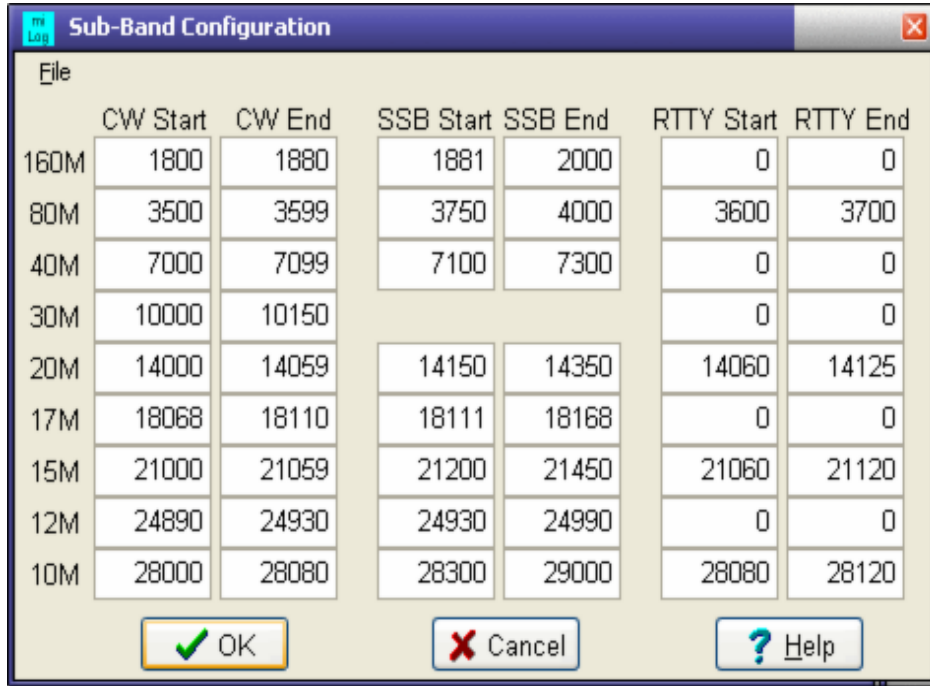 mi Log Sub-Band Configuration
File
CW Start CW End SSB Start SSB End RTTY Start RTTY End
160M 1800 1880 1881 2000 0 0
80M 3500 3599 3750 4000 3600 3700
40M 7000 7099 7100 7300 0 0
30M 10000 10150 0 0
20M 14000 14059 14150 14350 14060 14125
17M 18068 18110 18111 18168 0 0
15M 21000 21059 21200 21450 21060 21120
12M 24890 24930 24930 24990 0 0
10M 28000 28080 28300 29000 28080 28120
OK Cancel ? Help